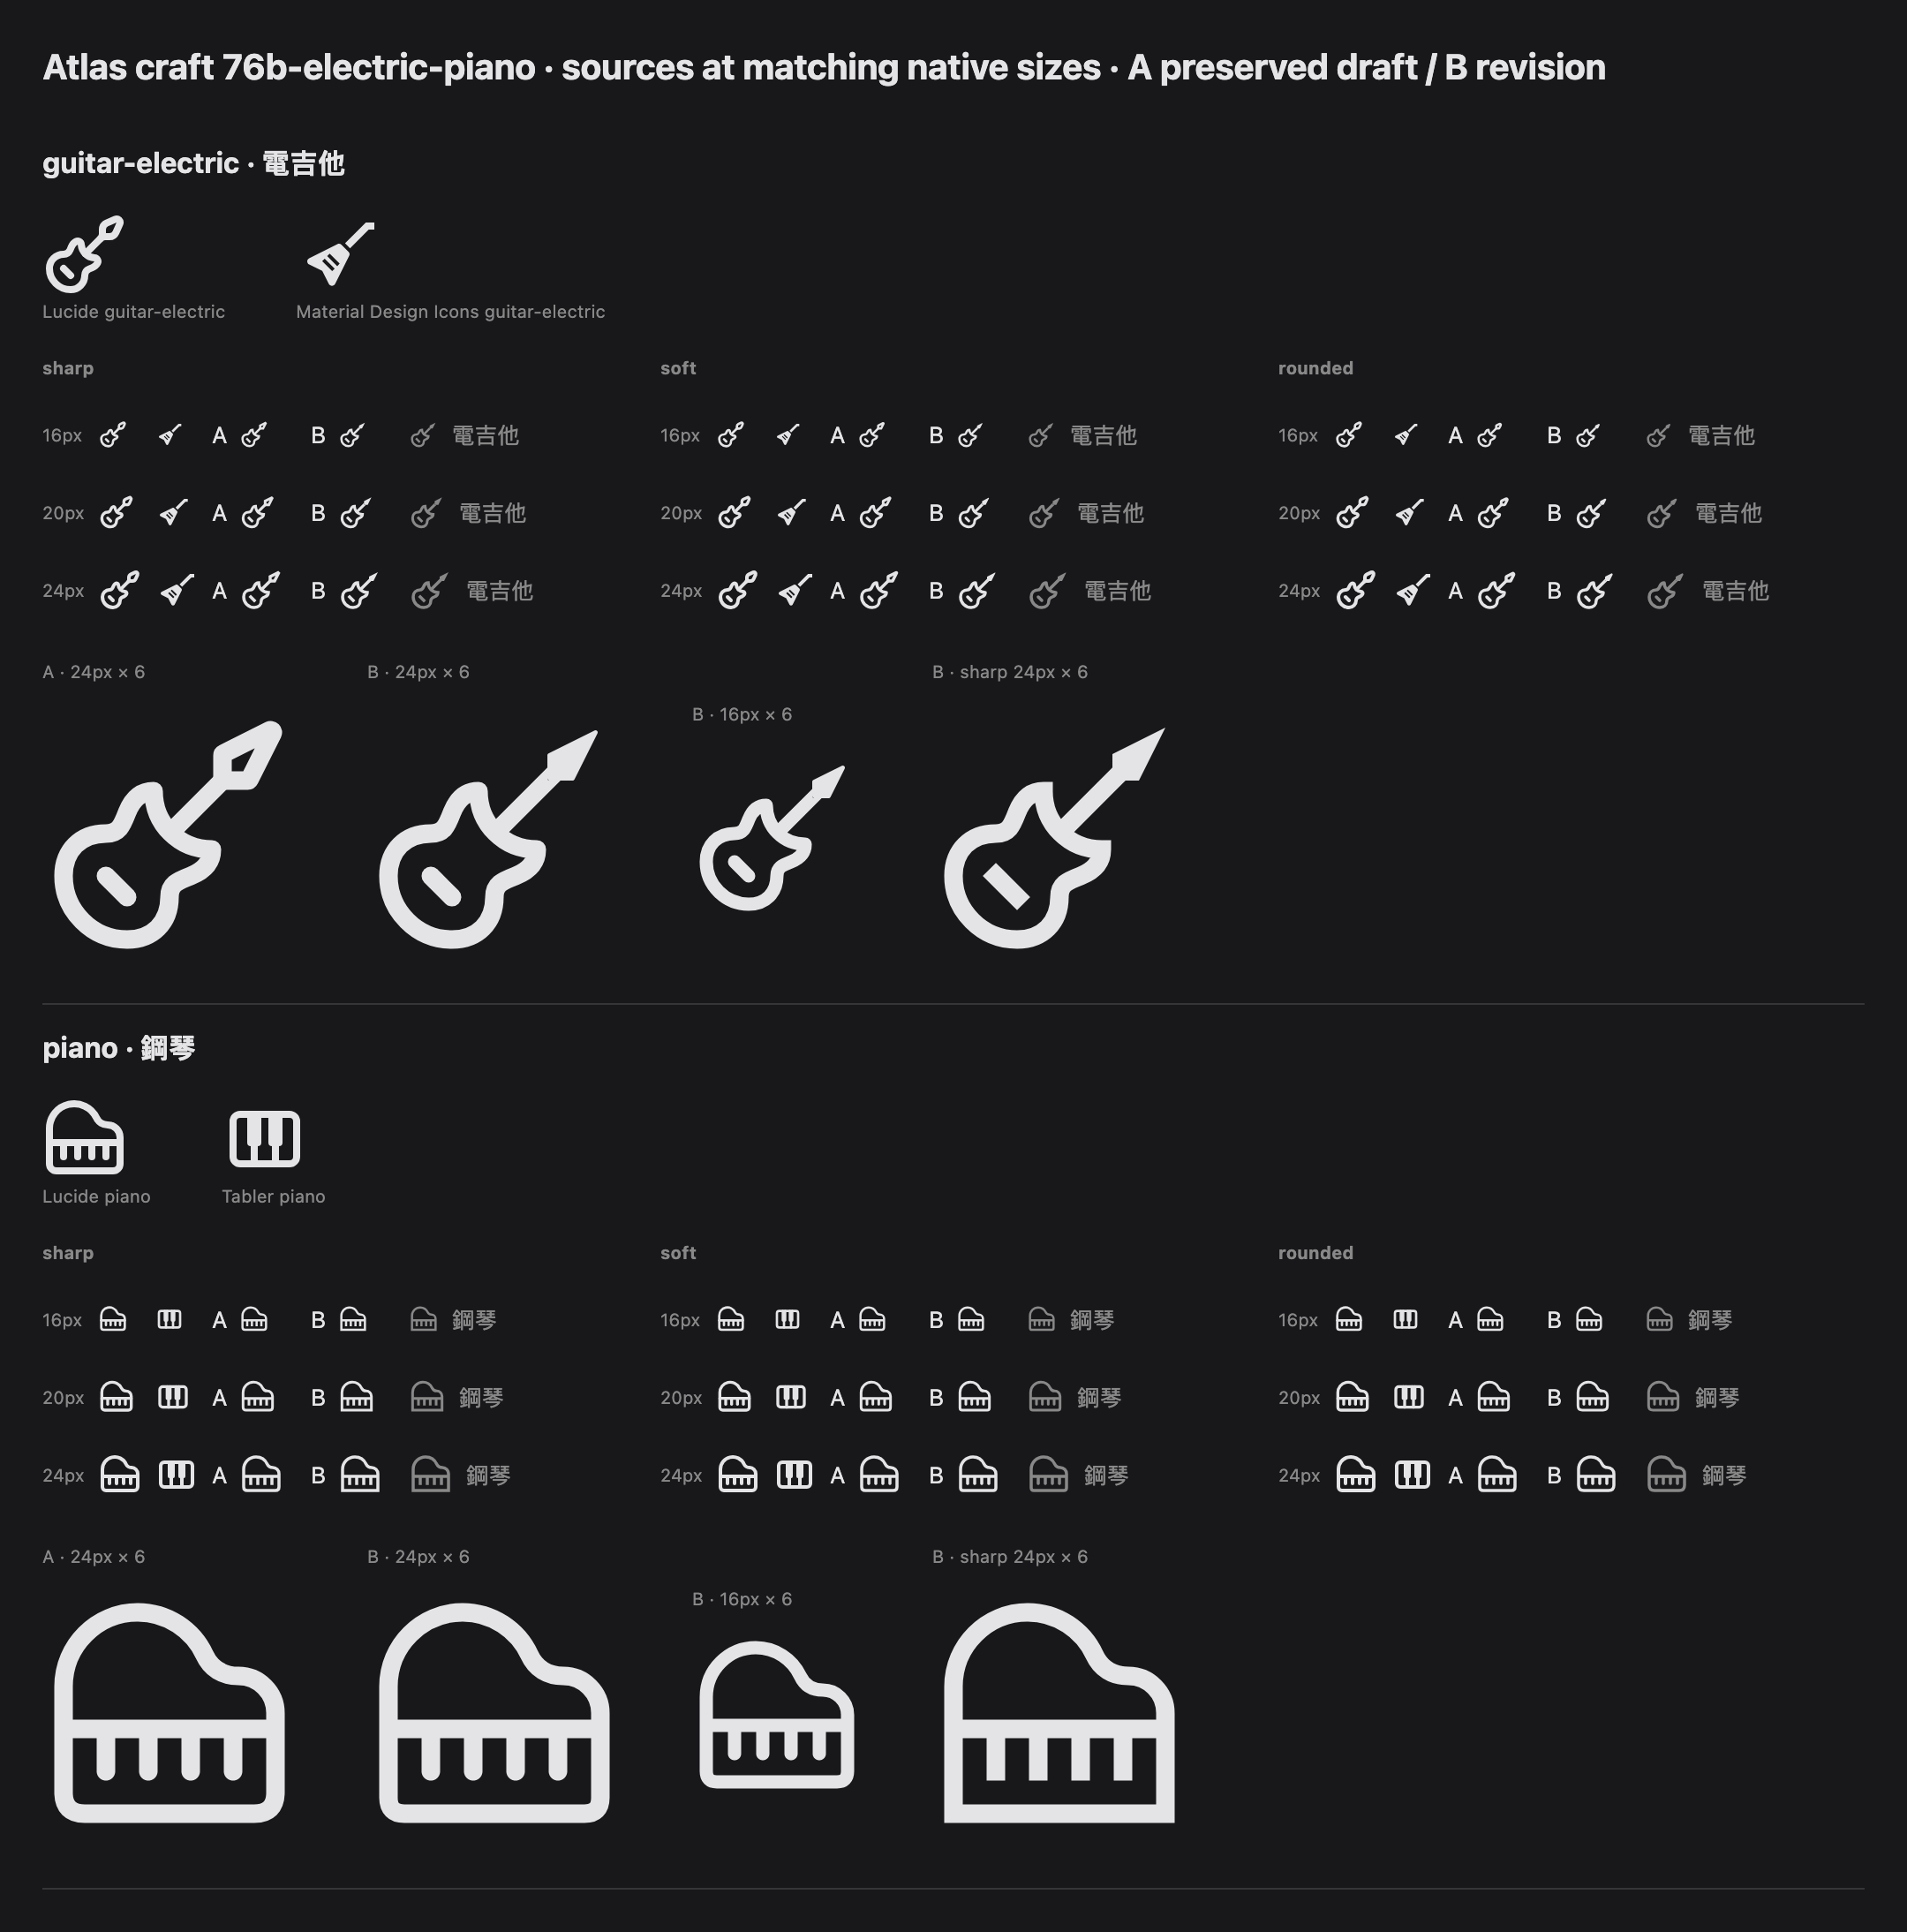 Atlas craft 76b-electric-piano · sources at matching native sizes · A preserved draft / B revision
guitar-electric · 電吉他
Lucide guitar-electric Material Design Icons guitar-electric
sharp soft rounded
16px A B 電吉他 16px A B 電吉他 16px A B 電吉他
20px A B 電吉他 20px A B 電吉他 20px A B 電吉他
24px A B 電吉他 24px A B 電吉他 24px A B 電吉他
A · 24px × 6 B · 24px × 6 B · sharp 24px × 6
B · 16px × 6
piano · 鋼琴
Lucide piano Tabler piano
sharp soft rounded
16px A B 鋼琴 16px A B 鋼琴 16px A B 鋼琴
20px A B 鋼琴 20px A B 鋼琴 20px A B 鋼琴
24px A B 鋼琴 24px A B 鋼琴 24px A B 鋼琴
A · 24px × 6 B · 24px × 6 B · sharp 24px × 6
B · 16px × 6